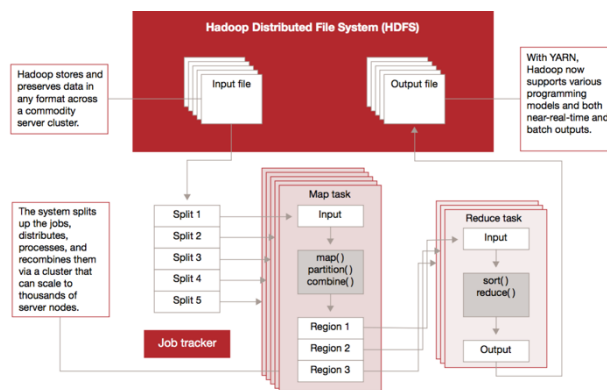 Hadoop Distributed File System (HDFS)
Hadoop stores and
preserves data in
any format across
a commodity
server cluster.
Input file
Output file
With YARN,
Hadoop now
supports various
programming
models and both
near-real-time and
batch outputs.
The system splits
up the jobs,
distributes,
processes, and
recombines them
via a cluster that
can scale to
thousands of
server nodes.
Split 1
Split 2
Split 3
Split 4
Split 5
Job tracker
Map task
Input
map( )
partition( )
combine( )
Region 1
Region 2
Region 3
Reduce task
Input
sort( )
reduce( )
Output